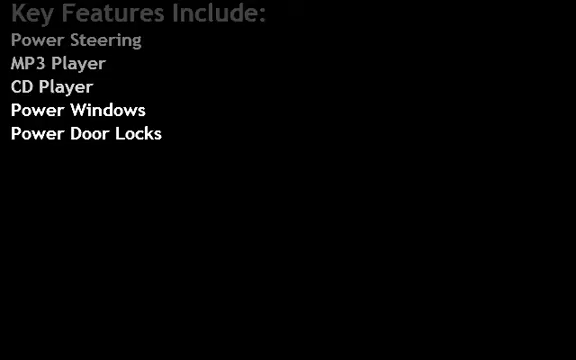 Key Features Include:
Power Steering
MP3 Player
CD Player
Power Windows
Power Door Locks